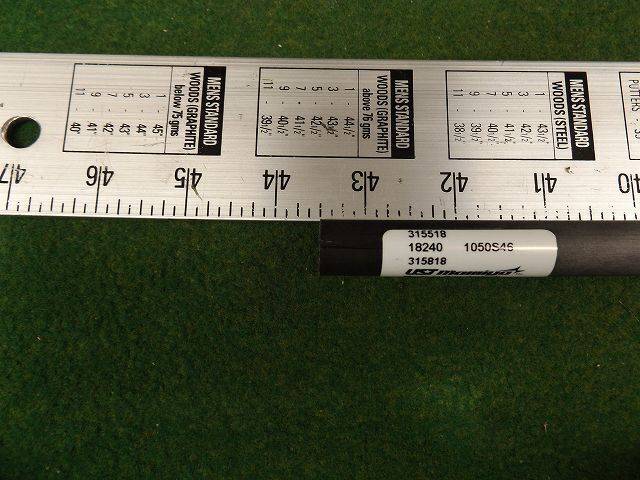 MEN'S STANDARD
WOODS (GRAPHITE)
below 75 gms
1 - 45"
3 - 44"
5 - 43"
7 - 42"
9 - 41"
11 - 40"
MEN'S STANDARD
WOODS (GRAPHITE)
above 75 gms
1 - 44½"
3 - 43½"
5 - 42½"
7 - 41½"
9 - 40½"
11 - 39½"
MEN'S STANDARD
WOODS (STEEL)
1 - 43½"
3 - 42½"
5 - 41½"
7 - 40½"
9 - 39½"
11 - 38½"
47 46 45 44 43 42 41 40
315518
18240 1050S46
315818
UST Mamiya